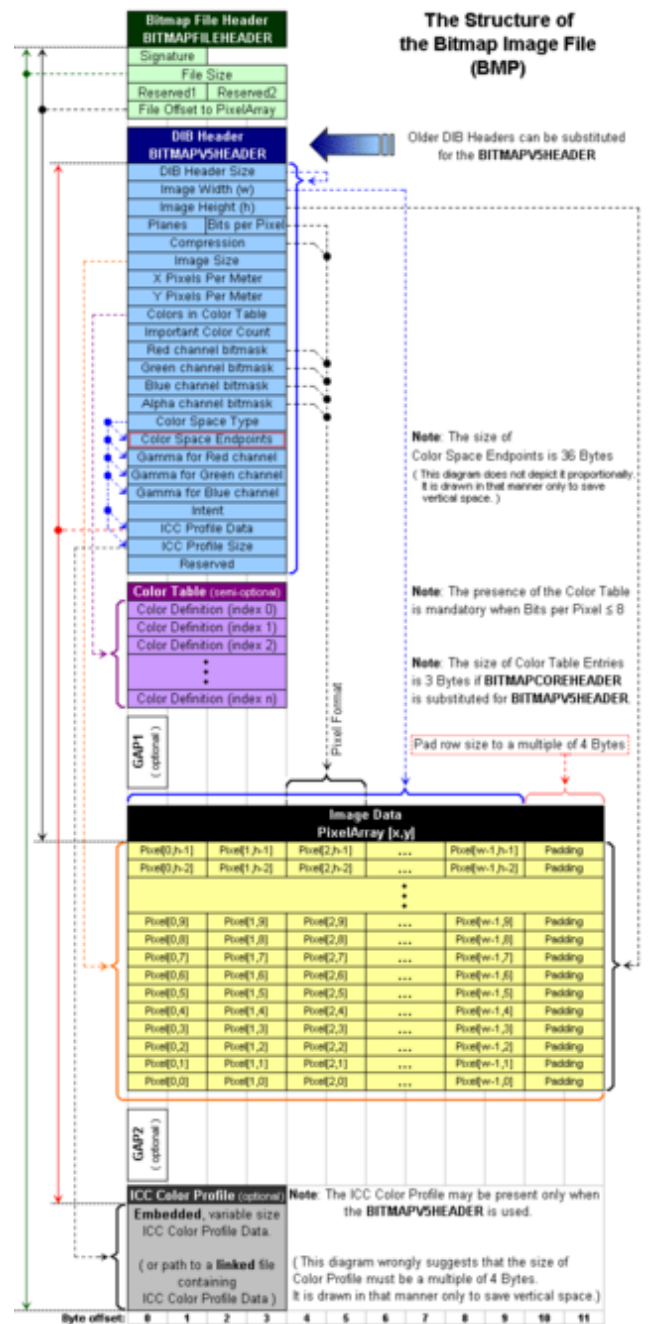 The Structure of
the Bitmap Image File
(BMP)
Bitmap File Header
BITMAPFILEHEADER
Signature
File Size
Reserved1 Reserved2
File Offset to PixelArray
DIB Header
BITMAPV5HEADER
Older DIB Headers can be substituted
for the BITMAPV5HEADER
DIB Header Size
Image Width (w)
Image Height (h)
Planes Bits per Pixel
Compression
Image Size
X Pixels Per Meter
Y Pixels Per Meter
Colors in Color Table
Important Color Count
Red channel bitmask
Green channel bitmask
Blue channel bitmask
Alpha channel bitmask
Color Space Type
Color Space Endpoints
Gamma for Red channel
Gamma for Green channel
Gamma for Blue channel
Intent
ICC Profile Data
ICC Profile Size
Reserved
Note: The size of
Color Space Endpoints is 36 Bytes
( This diagram does not depict it proportionally.
It is drawn in that manner only to save
vertical space. )
Color Table (semi-optional)
Color Definition (index 0)
Color Definition (index 1)
Color Definition (index 2)
Color Definition (index n)
Note: The presence of the Color Table
is mandatory when Bits per Pixel ≤ 8
Note: The size of Color Table Entries
is 3 Bytes if BITMAPCOREHEADER
is substituted for BITMAPV5HEADER.
GAP1
( optional )
Pixel Format
Pad row size to a multiple of 4 Bytes
Image Data
PixelArray [x,y]
Pixel[0,h-1] Pixel[1,h-1] Pixel[2,h-1] ... Pixel[w-1,h-1] Padding
Pixel[0,h-2] Pixel[1,h-2] Pixel[2,h-2] ... Pixel[w-1,h-2] Padding
Pixel[0,9] Pixel[1,9] Pixel[2,9] ... Pixel[w-1,9] Padding
Pixel[0,8] Pixel[1,8] Pixel[2,8] ... Pixel[w-1,8] Padding
Pixel[0,7] Pixel[1,7] Pixel[2,7] ... Pixel[w-1,7] Padding
Pixel[0,6] Pixel[1,6] Pixel[2,6] ... Pixel[w-1,6] Padding
Pixel[0,5] Pixel[1,5] Pixel[2,5] ... Pixel[w-1,5] Padding
Pixel[0,4] Pixel[1,4] Pixel[2,4] ... Pixel[w-1,4] Padding
Pixel[0,3] Pixel[1,3] Pixel[2,3] ... Pixel[w-1,3] Padding
Pixel[0,2] Pixel[1,2] Pixel[2,2] ... Pixel[w-1,2] Padding
Pixel[0,1] Pixel[1,1] Pixel[2,1] ... Pixel[w-1,1] Padding
Pixel[0,0] Pixel[1,0] Pixel[2,0] ... Pixel[w-1,0] Padding
GAP2
( optional )
ICC Color Profile (optional)
Embedded, variable size
ICC Color Profile Data.
( or path to a linked file
containing
ICC Color Profile Data )
Note: The ICC Color Profile may be present only when
the BITMAPV5HEADER is used.
( This diagram wrongly suggests that the size of
Color Profile must be a multiple of 4 Bytes.
It is drawn in that manner only to save vertical space.)
Byte offset: 0 1 2 3 4 5 6 7 8 9 10 11